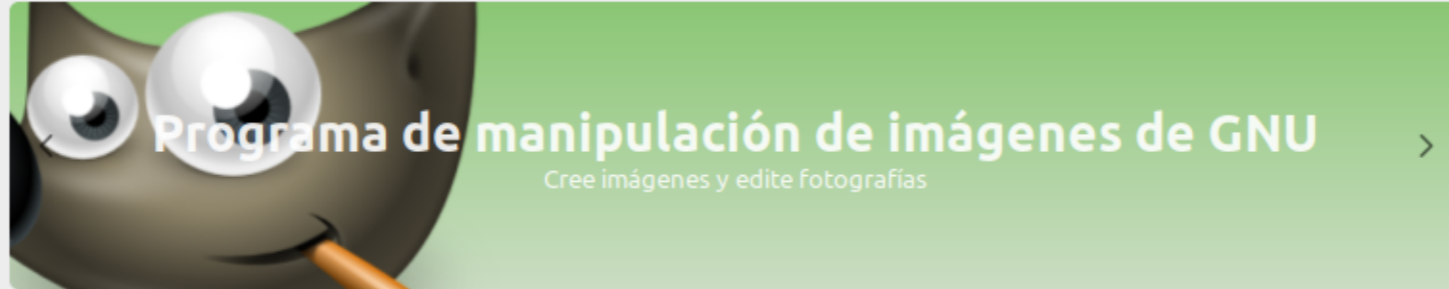 Programa de manipulación de imágenes de GNU
Cree imágenes y edite fotografías